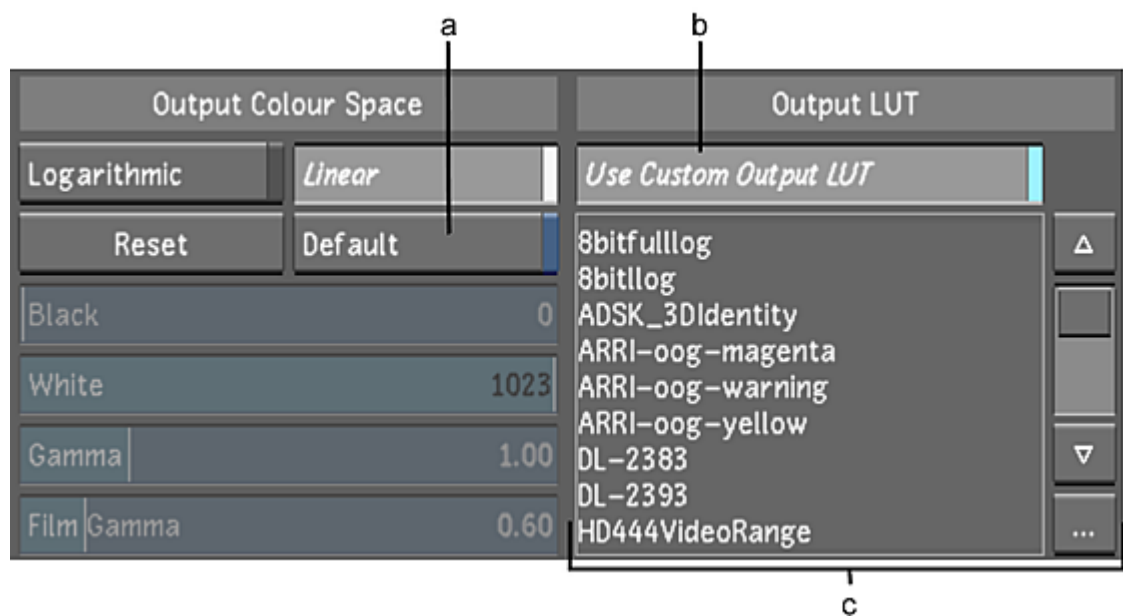 a
b
Output Colour Space
Output LUT
Logarithmic
Linear
Use Custom Output LUT
Reset
Default
Black 0
White 1023
Gamma 1.00
Film Gamma 0.60
8bitfulllog
8bitllog
ADSK_3DIdentity
ARRI-oog-magenta
ARRI-oog-warning
ARRI-oog-yellow
DL-2383
DL-2393
HD444VideoRange
...
c